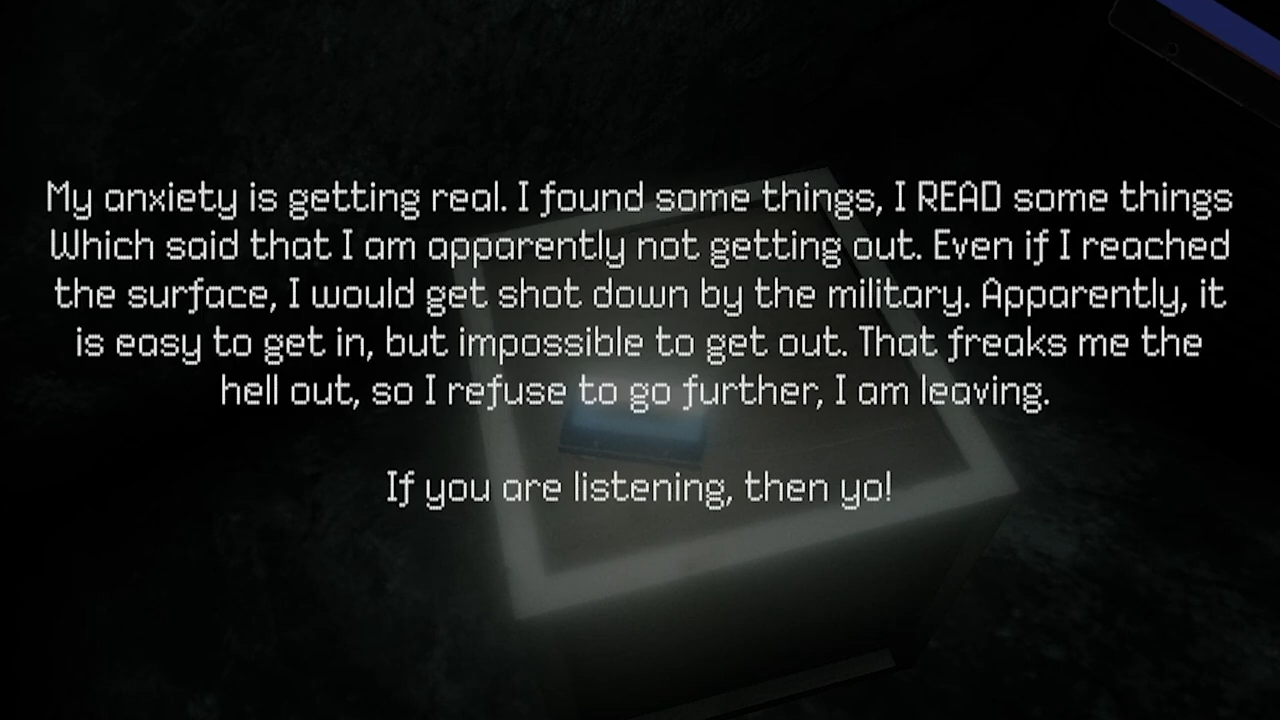 My anxiety is getting real. I found some things, I READ some things
Which said that I am apparently not getting out. Even if I reached
the surface, I would get shot down by the military. Apparently, it
is easy to get in, but impossible to get out. That freaks me the
hell out, so I refuse to go further, I am leaving.
If you are listening, then yo!